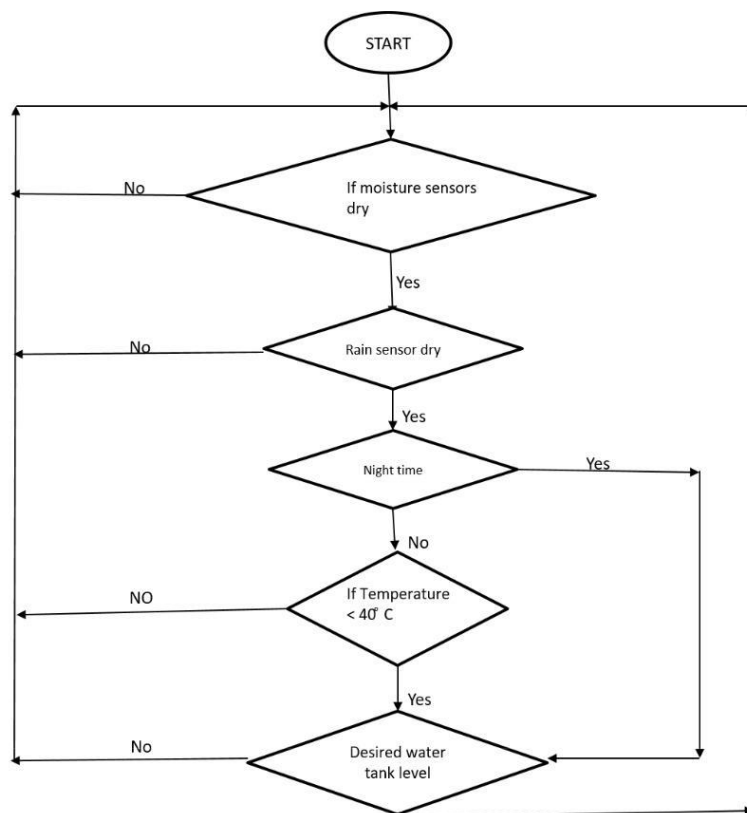 START
If moisture sensors
dry
No
Yes
Rain sensor dry
No
Yes
Night time
Yes
No
If Temperature
< 40° C
NO
Yes
Desired water
tank level
No